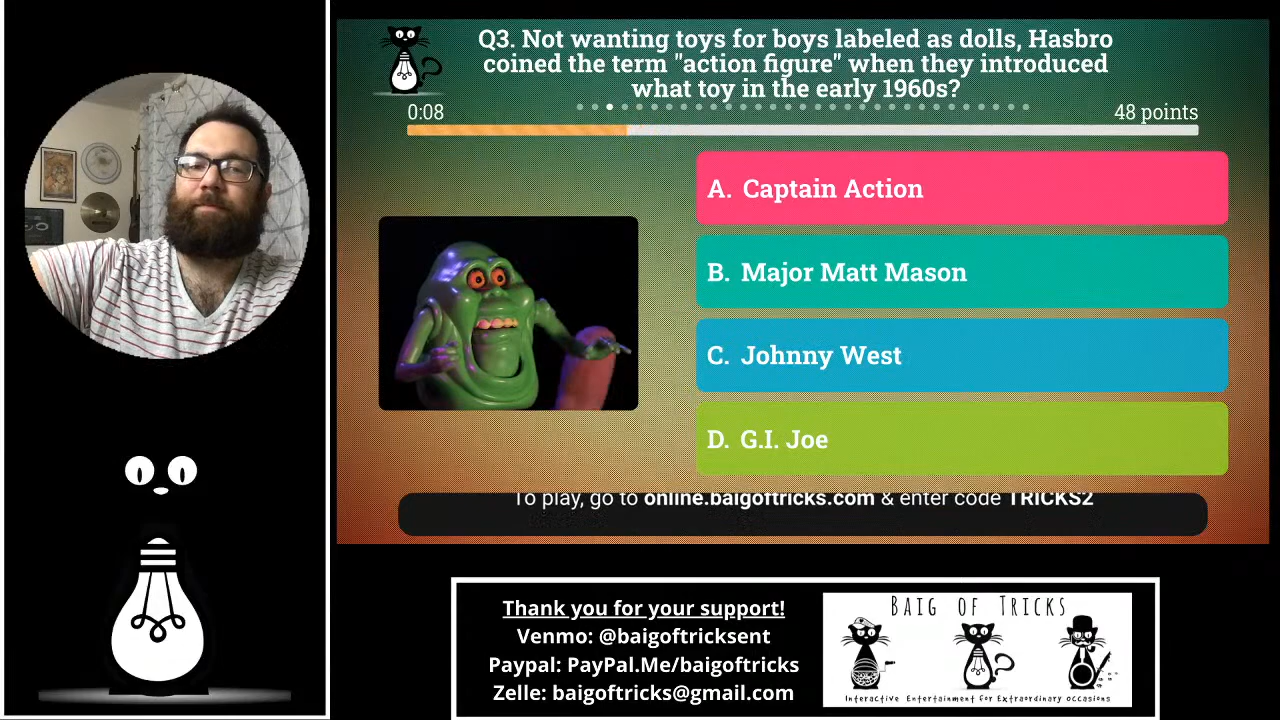 Q3. Not wanting toys for boys labeled as dolls, Hasbro
coined the term "action figure" when they introduced
what toy in the early 1960s?
0:08
48 points
A. Captain Action
B. Major Matt Mason
C. Johnny West
D. G.I. Joe
To play, go to online.baigoftricks.com & enter code TRICKS2
Thank you for your support!
Venmo: @baigoftricksent
Paypal: PayPal.Me/baigoftricks
Zelle: baigoftricks@gmail.com
BAIG OF TRICKS
Interactive Entertainment for Extraordinary occasions